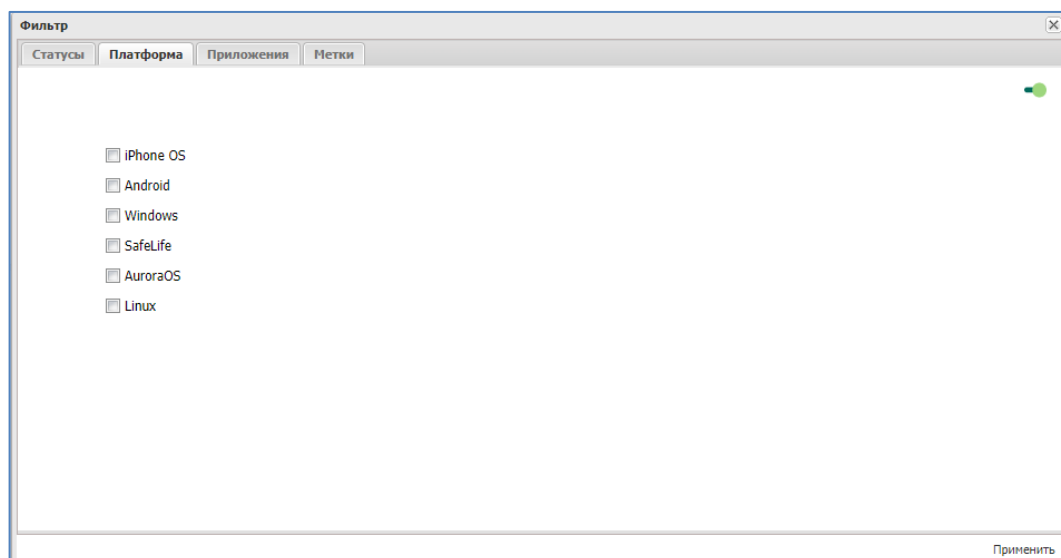 Фильтр
Статусы Платформа Приложения Метки
iPhone OS
Android
Windows
SafeLife
AuroraOS
Linux
Применить